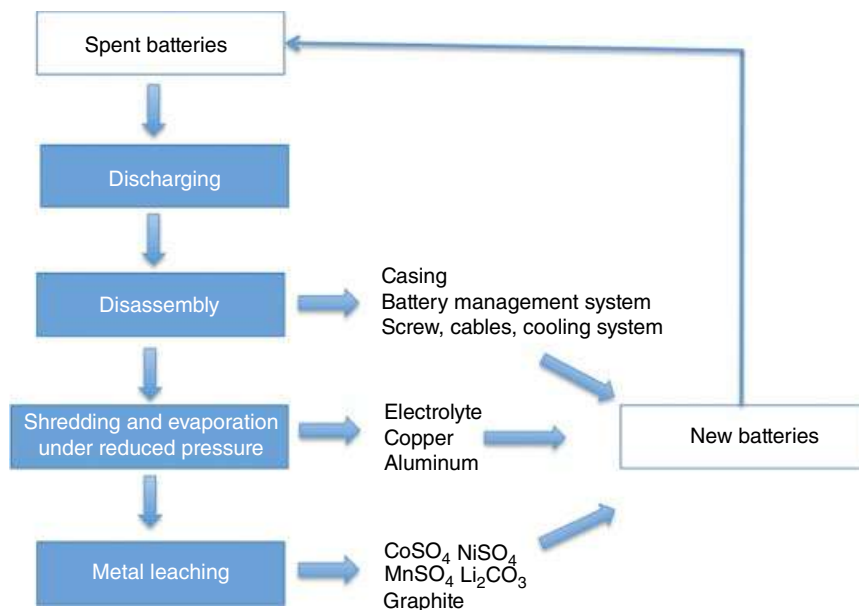 Spent batteries
Discharging
Disassembly
Casing
Battery management system
Screw, cables, cooling system
Shredding and evaporation
under reduced pressure
Electrolyte
Copper
Aluminum
New batteries
Metal leaching
CoSO₄ NiSO₄
MnSO₄ Li₂CO₃
Graphite